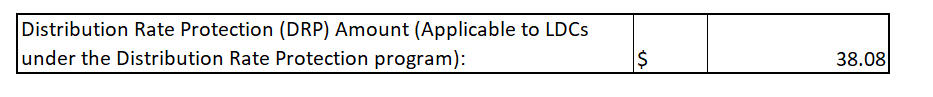 Distribution Rate Protection (DRP) Amount (Applicable to LDCs
under the Distribution Rate Protection program): $ 38.08